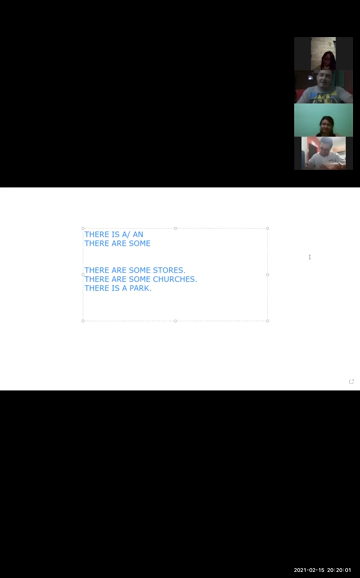 THERE IS A/ AN
THERE ARE SOME
THERE ARE SOME STORES.
THERE ARE SOME CHURCHES.
THERE IS A PARK.
2021-02-15 20:20:01